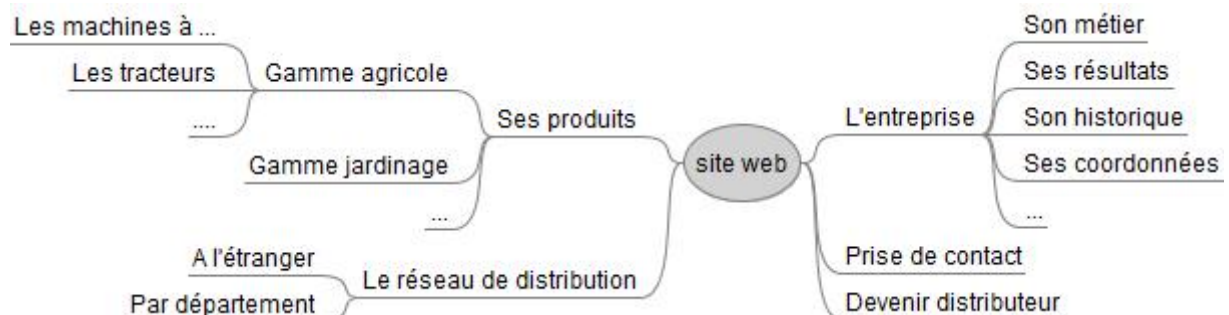 Les machines à ...
Les tracteurs
....
Gamme agricole
Gamme jardinage
...
Ses produits
A l'étranger
Par département
Le réseau de distribution
site web
L'entreprise
Son métier
Ses résultats
Son historique
Ses coordonnées
...
Prise de contact
Devenir distributeur